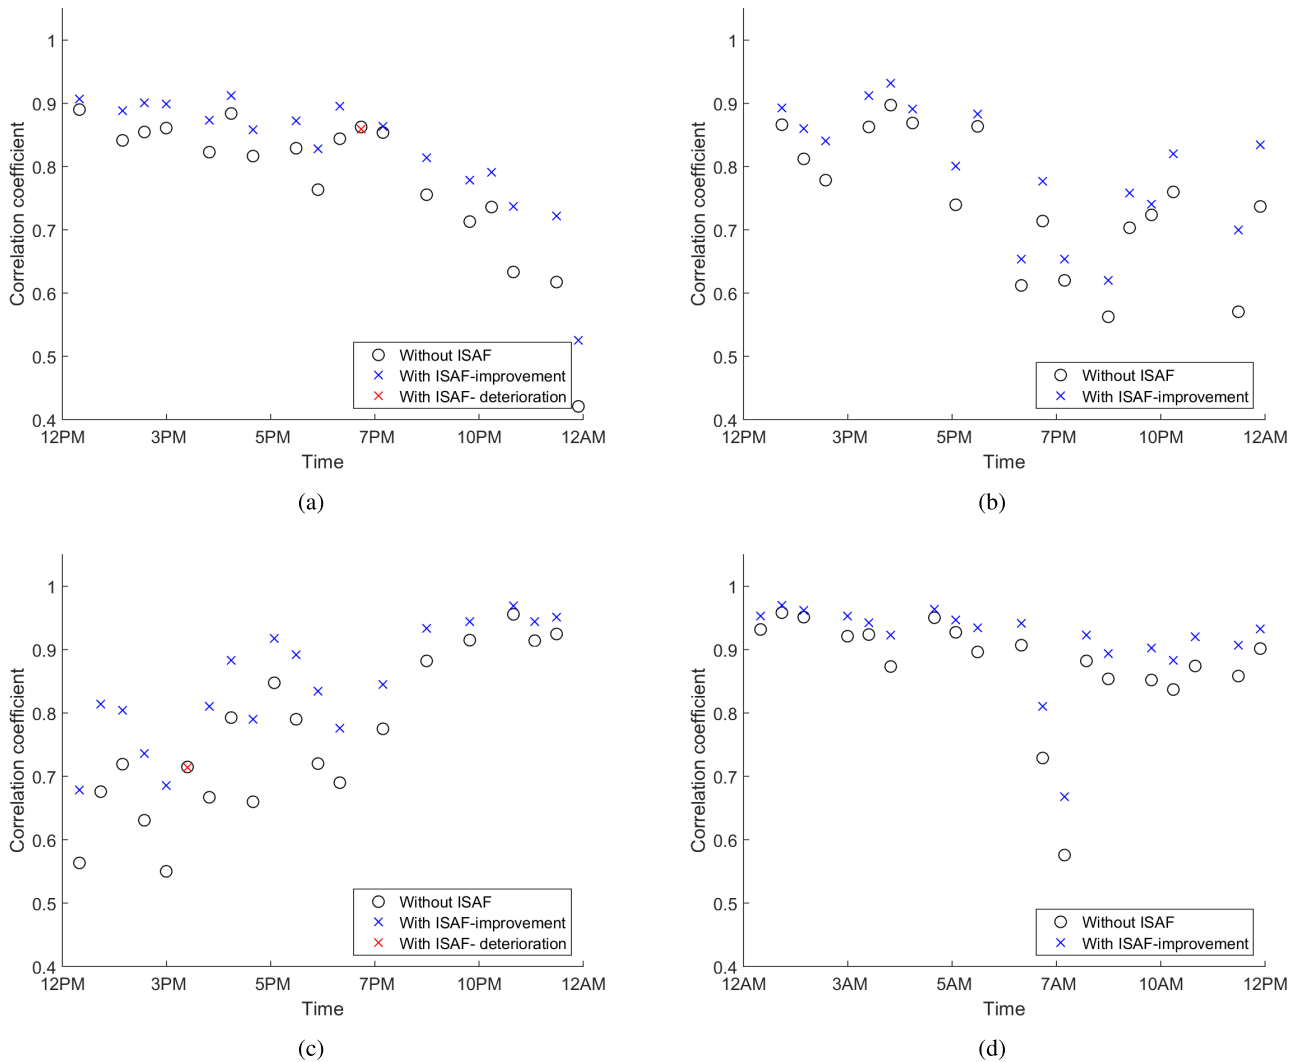 Correlation coefficient
1
0.9
0.8
0.7
0.6
0.5
0.4
12PM 3PM 5PM 7PM 10PM 12AM
Time
Without ISAF
With ISAF-improvement
With ISAF- deterioration
(a)
Correlation coefficient
1
0.9
0.8
0.7
0.6
0.5
0.4
12PM 3PM 5PM 7PM 10PM 12AM
Time
Without ISAF
With ISAF-improvement
(b)
Correlation coefficient
1
0.9
0.8
0.7
0.6
0.5
0.4
12PM 3PM 5PM 7PM 10PM 12AM
Time
Without ISAF
With ISAF-improvement
With ISAF- deterioration
(c)
Correlation coefficient
1
0.9
0.8
0.7
0.6
0.5
0.4
12AM 3AM 5AM 7AM 10AM 12PM
Time
Without ISAF
With ISAF-improvement
(d)